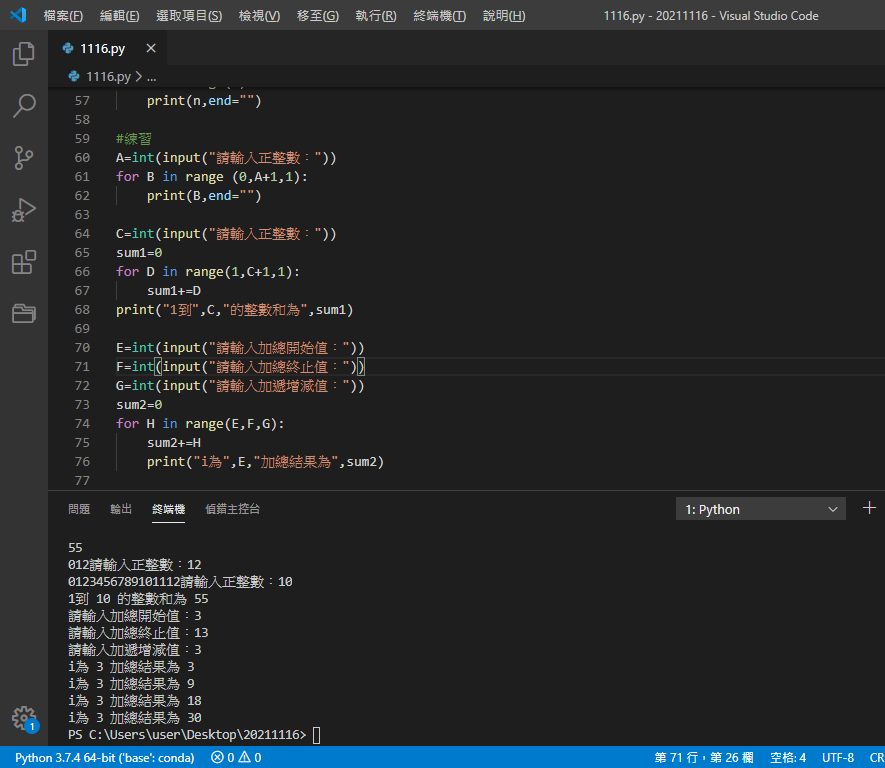 檔案(F) 編輯(E) 選取項目(S) 檢視(V) 移至(G) 執行(R) 終端機(T) 說明(H) 1116.py - 20211116 - Visual Studio Code
1116.py
1116.py > ...
57 print(n,end="")
58
59 #練習
60 A=int(input("請輸入正整數："))
61 for B in range (0,A+1,1):
62 print(B,end="")
63
64 C=int(input("請輸入正整數："))
65 sum1=0
66 for D in range(1,C+1,1):
67 sum1+=D
68 print("1到",C,"的整數和為",sum1)
69
70 E=int(input("請輸入加總開始值："))
71 F=int(input("請輸入加總終止值："))
72 G=int(input("請輸入加遞增減值："))
73 sum2=0
74 for H in range(E,F,G):
75 sum2+=H
76 print("i為",E,"加總結果為",sum2)
77
問題 輸出 終端機 偵錯主控台 1: Python
55
012請輸入正整數：12
0123456789101112請輸入正整數：10
1到 10 的整數和為 55
請輸入加總開始值：3
請輸入加總終止值：13
請輸入加遞增減值：3
i為 3 加總結果為 3
i為 3 加總結果為 9
i為 3 加總結果為 18
i為 3 加總結果為 30
PS C:\Users\user\Desktop\20211116>
1
Python 3.7.4 64-bit ('base': conda) 0 0 第 71 行，第 26 欄 空格: 4 UTF-8 CR